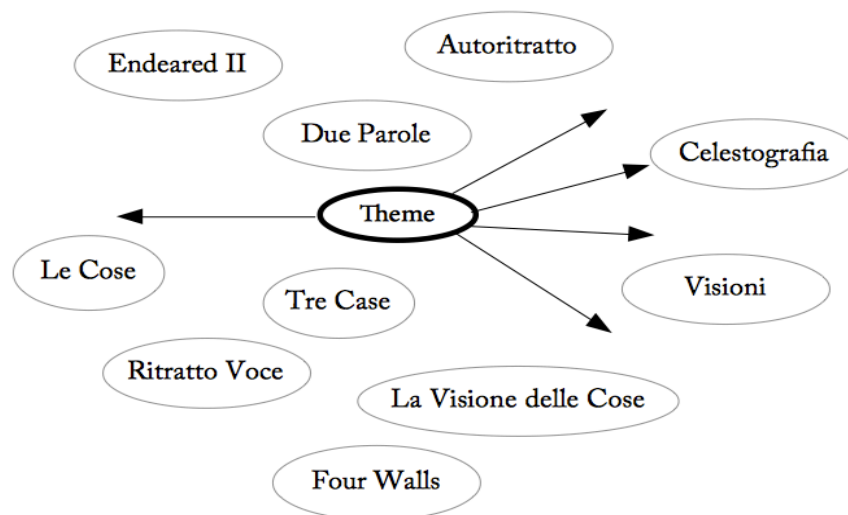 Autoritratto
Endeared II
Due Parole
Celestografia
Theme
Le Cose
Visioni
Tre Case
Ritratto Voce
La Visione delle Cose
Four Walls